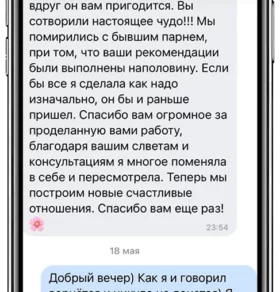 вдруг он вам пригодится. Вы
сотворили настоящее чудо!!! Мы
помирились с бывшим парнем,
при том, что ваши рекомендации
были выполнены наполовину. Если
бы все я сделала как надо
изначально, он бы и раньше
пришел. Спасибо вам огромное за
проделанную вами работу,
благодаря вашим слветам и
консультациям я многое поменяла
в себе и пересмотрела. Теперь мы
построим новые счастливые
отношения. Спасибо вам еще раз!
🌸 23:54
18 мая
Добрый вечер) Как я и говорил